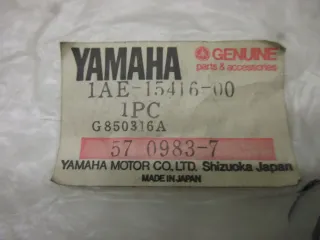 YAMAHA GENUINE
parts & accessories
1AE-15416-00
1PC
G850316A
57 0983-7
YAMAHA MOTOR CO., LTD. Shizuoka Japan
MADE IN JAPAN